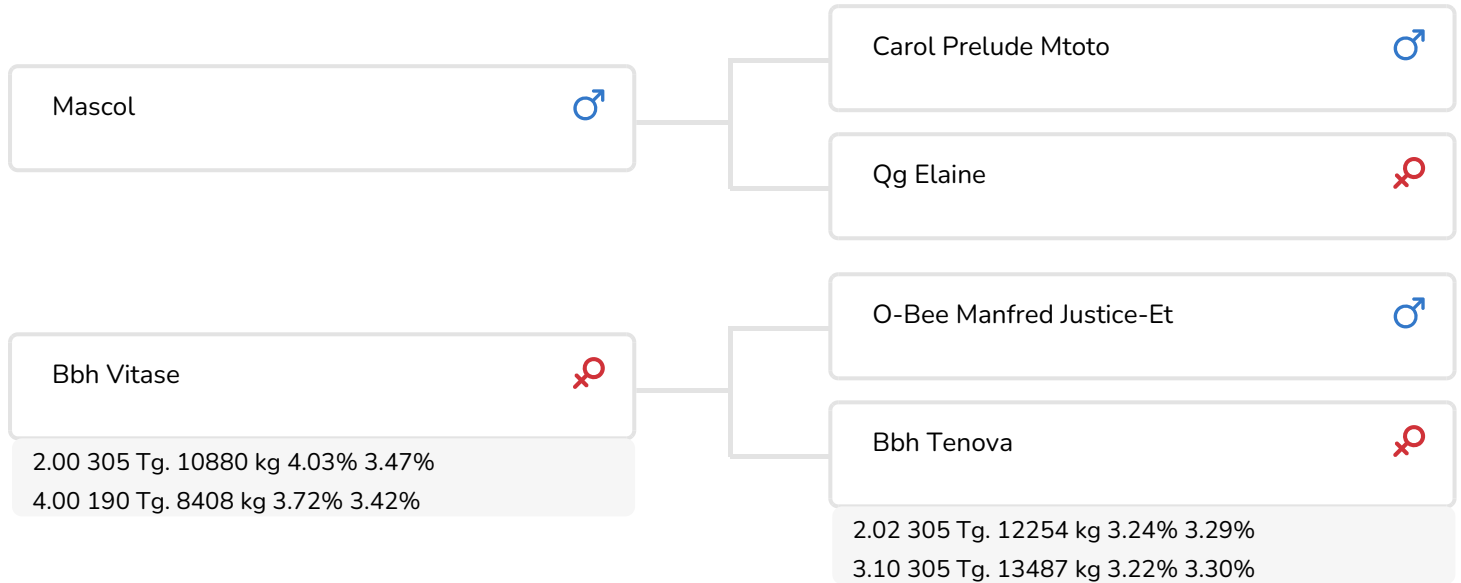 Carol Prelude Mtoto
Mascol
Qg Elaine
O-Bee Manfred Justice-Et
Bbh Vitase
Bbh Tenova
2.00 305 Tg. 10880 kg 4.03% 3.47%
4.00 190 Tg. 8408 kg 3.72% 3.42%
2.02 305 Tg. 12254 kg 3.24% 3.29%
3.10 305 Tg. 13487 kg 3.22% 3.30%